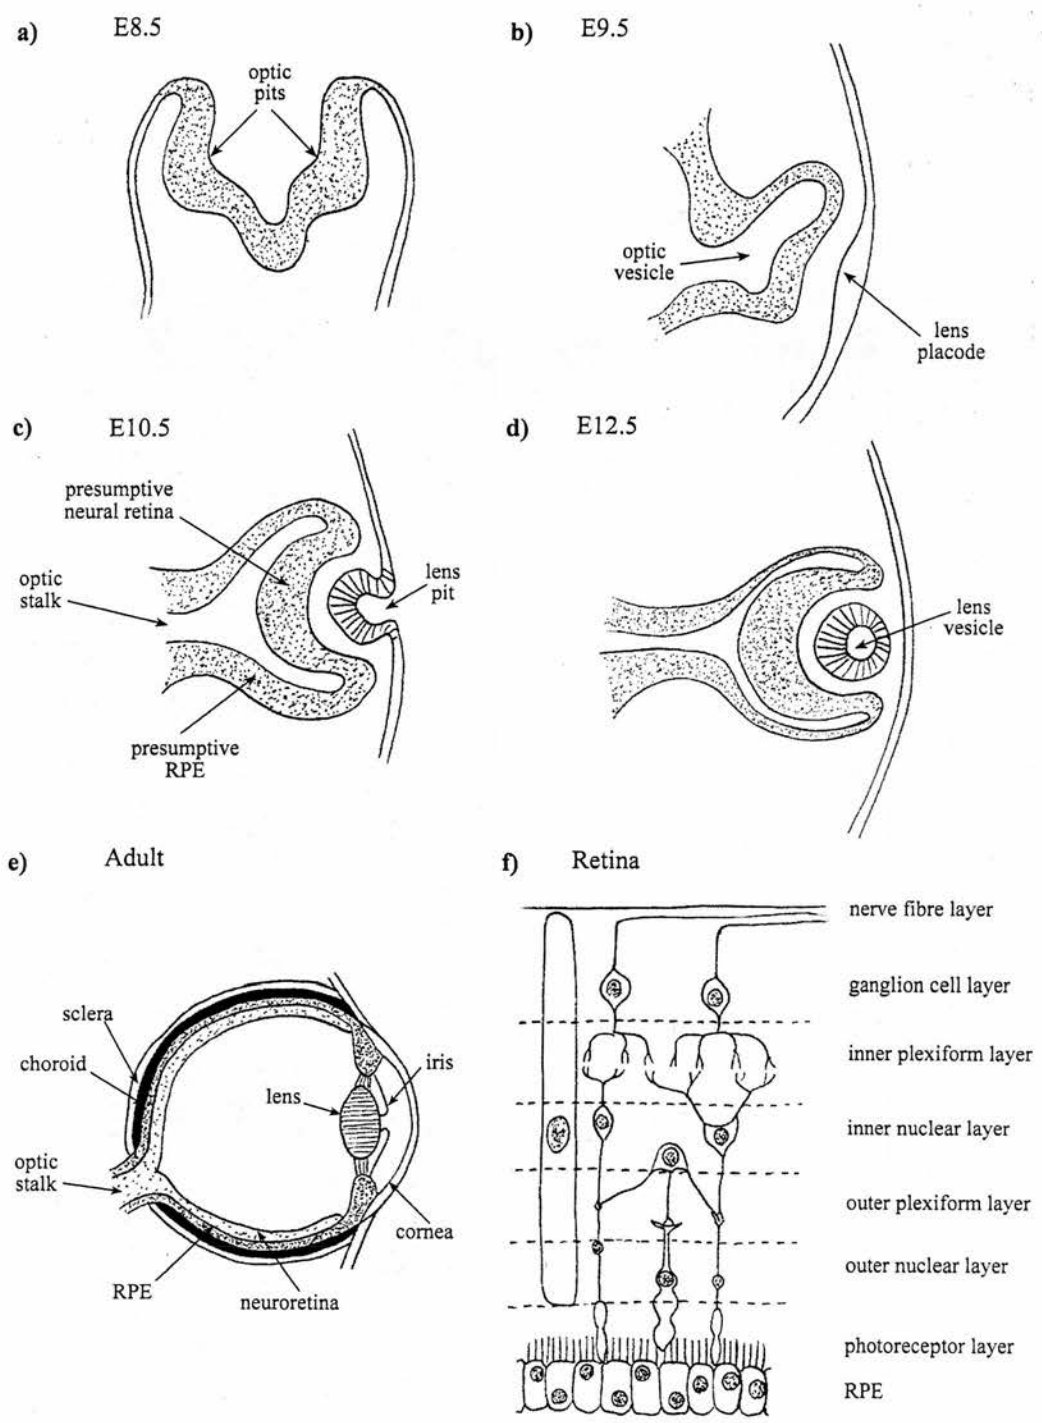 a) E8.5
optic
pits
b) E9.5
optic
vesicle
lens
placode
c) E10.5
presumptive
neural retina
optic
stalk
lens
pit
presumptive
RPE
d) E12.5
lens
vesicle
e) Adult
sclera
choroid
optic
stalk
lens
iris
cornea
RPE
neuroretina
f) Retina
nerve fibre layer
ganglion cell layer
inner plexiform layer
inner nuclear layer
outer plexiform layer
outer nuclear layer
photoreceptor layer
RPE